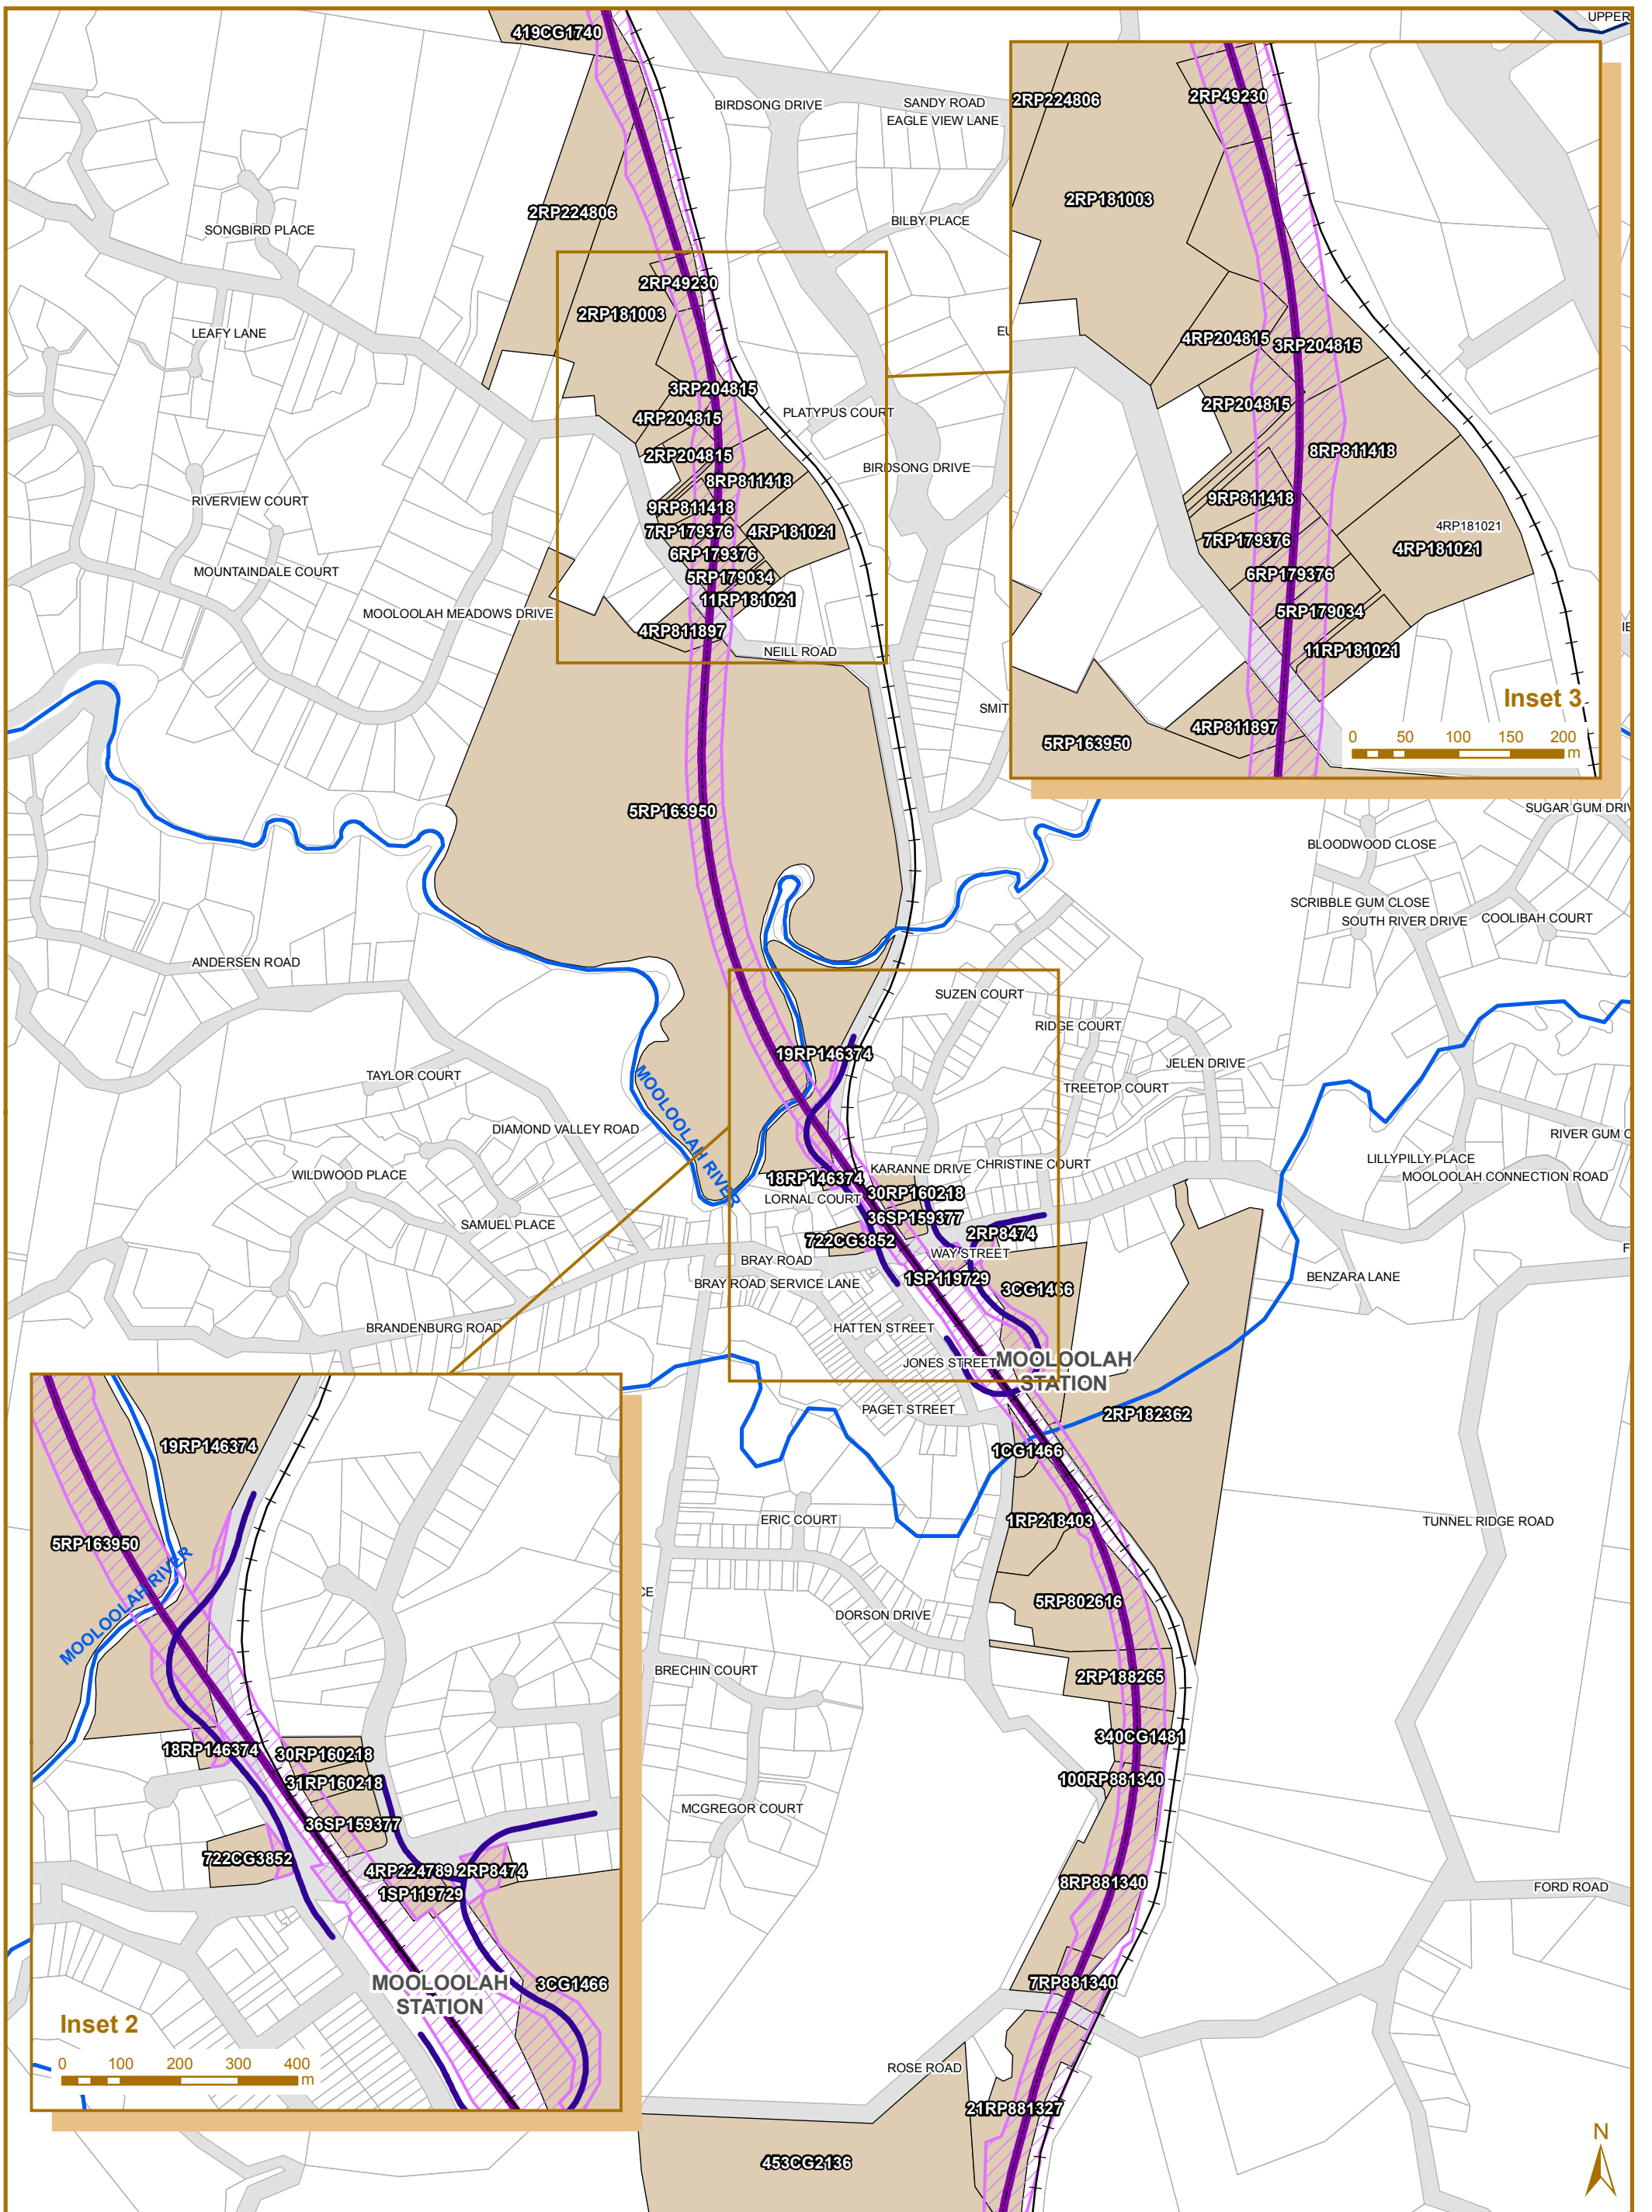 UPPER
419CG1740
BIRDSONG DRIVE
SANDY ROAD
EAGLE VIEW LANE
2RP224806
BILBY PLACE
SONGBIRD PLACE
2RP49230
2RP181003
LEAFY LANE
EU
3RP204815
4RP204815
PLATYPUS COURT
2RP204815
BIRDSONG DRIVE
8RP811418
RIVERVIEW COURT
9RP811418
7RP179376
4RP181021
6RP179376
MOUNTAINDALE COURT
5RP179034
11RP181021
MOOLOOLAH MEADOWS DRIVE
4RP811897
NEILL ROAD
SMIT
5RP163950
2RP224806
2RP49230
2RP181003
4RP204815
3RP204815
2RP204815
8RP811418
9RP811418
4RP181021
7RP179376
4RP181021
6RP179376
5RP179034
11RP181021
IE
Inset 3
4RP811897
5RP163950
0 50 100 150 200
m
SUGAR GUM DRIV
BLOODWOOD CLOSE
SCRIBBLE GUM CLOSE
SOUTH RIVER DRIVE
COOLIBAH COURT
ANDERSEN ROAD
SUZEN COURT
RIDGE COURT
19RP146374
JELEN DRIVE
TAYLOR COURT
TREETOP COURT
MOOLOOLAH RIVER
DIAMOND VALLEY ROAD
RIVER GUM C
LILLYPILLY PLACE
KARANNE DRIVE
CHRISTINE COURT
WILDWOOD PLACE
18RP146374
MOOLOOLAH CONNECTION ROAD
30RP160218
LORNAL COURT
36SP159377
SAMUEL PLACE
722CG3852
2RP8474
F
WAY STREET
BRAY ROAD
1SP119729
BRAY ROAD SERVICE LANE
BENZARA LANE
3CG1466
BRANDENBURG ROAD
HATTEN STREET
JONES STREET
MOOLOOLAH
STATION
PAGET STREET
2RP182362
1CG1466
ERIC COURT
1RP218403
TUNNEL RIDGE ROAD
CE
5RP802616
DORSON DRIVE
BRECHIN COURT
2RP188265
340CG1481
100RP881340
MCGREGOR COURT
8RP881340
FORD ROAD
7RP881340
ROSE ROAD
21RP881327
453CG2136
19RP146374
5RP163950
MOOLOOLAH RIVER
18RP146374
30RP160218
31RP160218
36SP159377
722CG3852
4RP224789
2RP8474
1SP119729
MOOLOOLAH
STATION
3CG1466
Inset 2
0 100 200 300 400
m
N